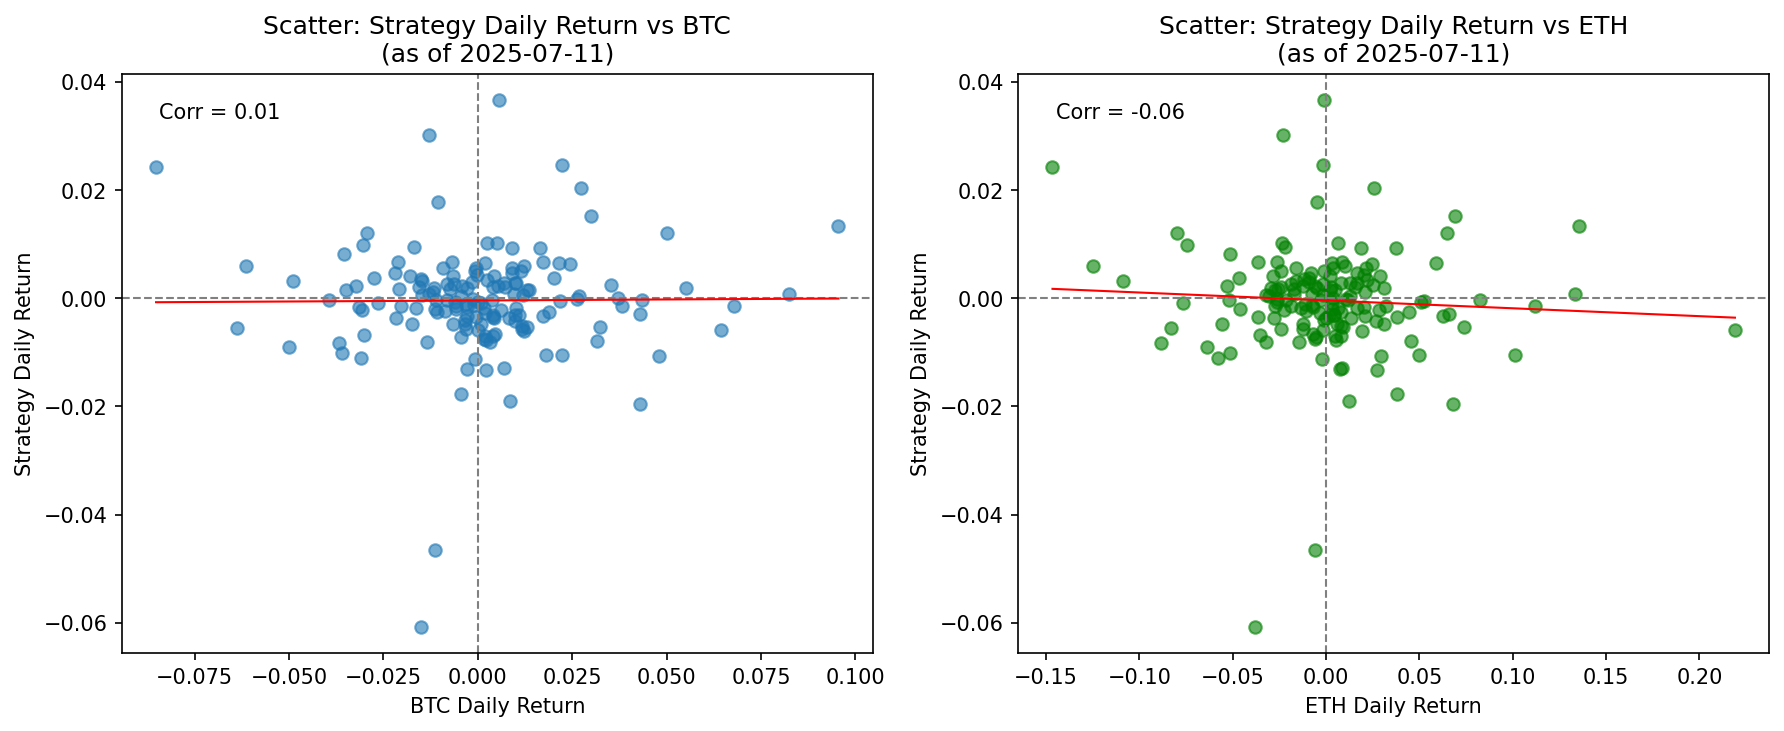 Scatter: Strategy Daily Return vs BTC
(as of 2025-07-11)
Corr = 0.01
0.04
0.02
0.00
−0.02
−0.04
−0.06
Strategy Daily Return
−0.075
−0.050
−0.025
0.000
0.025
0.050
0.075
0.100
BTC Daily Return
Scatter: Strategy Daily Return vs ETH
(as of 2025-07-11)
Corr = -0.06
0.04
0.02
0.00
−0.02
−0.04
−0.06
Strategy Daily Return
−0.15
−0.10
−0.05
0.00
0.05
0.10
0.15
0.20
ETH Daily Return